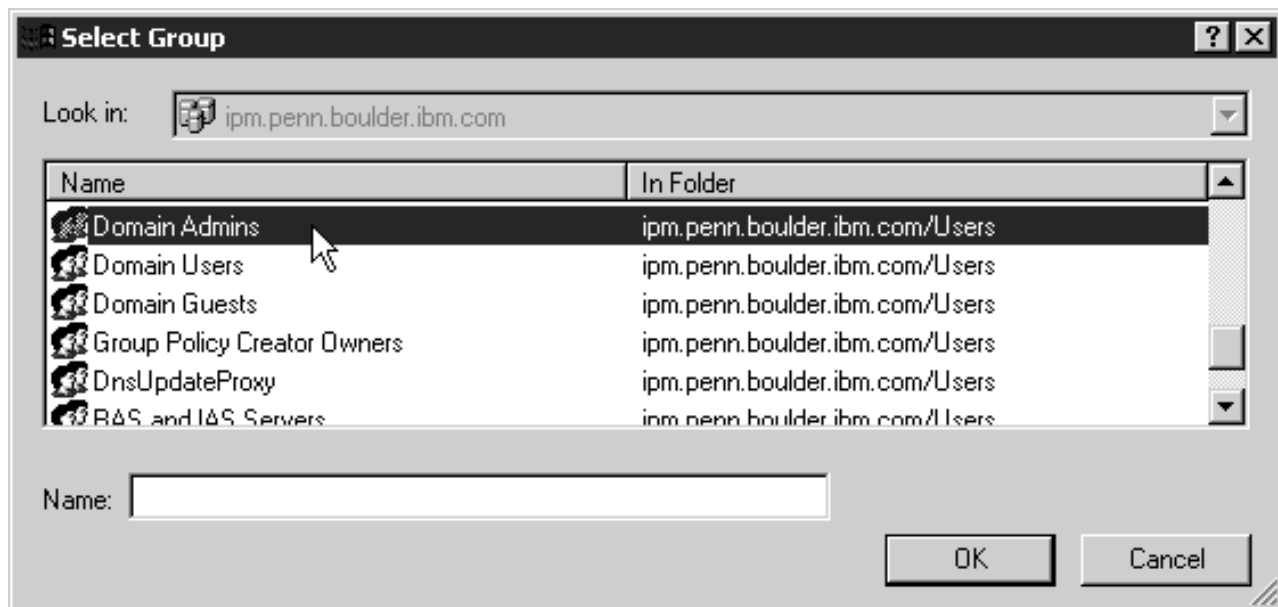 Select Group
Look in: ipm.penn.boulder.ibm.com
Name In Folder
Domain Admins ipm.penn.boulder.ibm.com/Users
Domain Users ipm.penn.boulder.ibm.com/Users
Domain Guests ipm.penn.boulder.ibm.com/Users
Group Policy Creator Owners ipm.penn.boulder.ibm.com/Users
DnsUpdateProxy ipm.penn.boulder.ibm.com/Users
RAS and IAS Servers ipm.penn.boulder.ibm.com/Users
Name:
OK Cancel